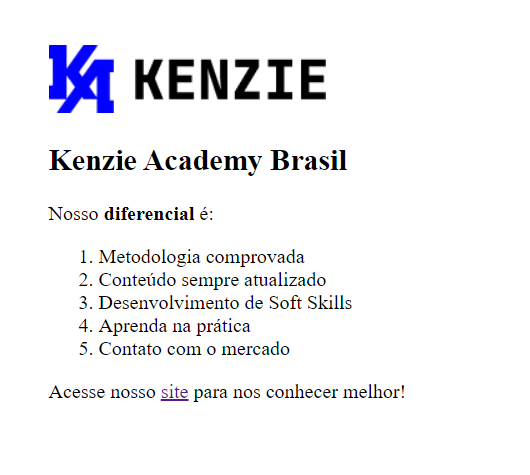 KA KENZIE
Kenzie Academy Brasil
Nosso diferencial é:
1. Metodologia comprovada
2. Conteúdo sempre atualizado
3. Desenvolvimento de Soft Skills
4. Aprenda na prática
5. Contato com o mercado
Acesse nosso site para nos conhecer melhor!